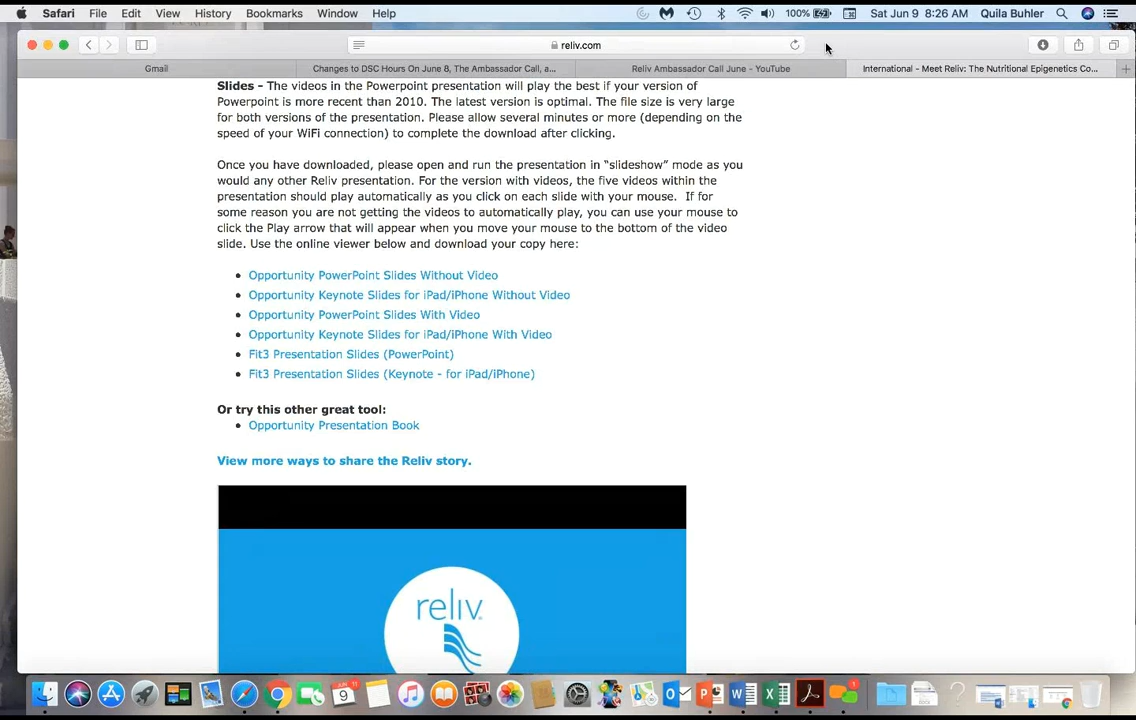 Safari File Edit View History Bookmarks Window Help 100% Sat Jun 9 8:26 AM Quila Buhler
reliv.com
Gmail Changes to DSC Hours On June 8, The Ambassador Call, a... Reliv Ambassador Call June - YouTube International - Meet Reliv: The Nutritional Epigenetics Co...
Slides - The videos in the Powerpoint presentation will play the best if your version of
Powerpoint is more recent than 2010. The latest version is optimal. The file size is very large
for both versions of the presentation. Please allow several minutes or more (depending on the
speed of your WiFi connection) to complete the download after clicking.
Once you have downloaded, please open and run the presentation in “slideshow” mode as you
would any other Reliv presentation. For the version with videos, the five videos within the
presentation should play automatically as you click on each slide with your mouse. If for
some reason you are not getting the videos to automatically play, you can use your mouse to
click the Play arrow that will appear when you move your mouse to the bottom of the video
slide. Use the online viewer below and download your copy here:
• Opportunity PowerPoint Slides Without Video
• Opportunity Keynote Slides for iPad/iPhone Without Video
• Opportunity PowerPoint Slides With Video
• Opportunity Keynote Slides for iPad/iPhone With Video
• Fit3 Presentation Slides (PowerPoint)
• Fit3 Presentation Slides (Keynote - for iPad/iPhone)
Or try this other great tool:
• Opportunity Presentation Book
View more ways to share the Reliv story.
reliv
9